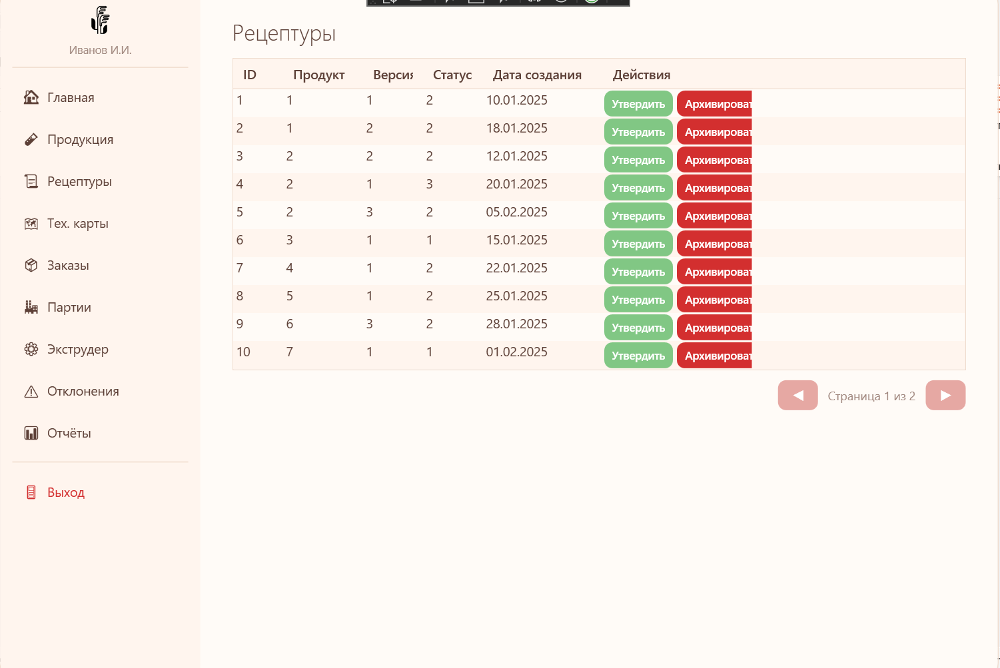 Иванов И.И.
Главная
Продукция
Рецептуры
Тех. карты
Заказы
Партии
Экструдер
Отклонения
Отчёты
Выход
Рецептуры
ID Продукт Версия Статус Дата создания Действия
1 1 1 2 10.01.2025 Утвердить Архивироват
2 1 2 2 18.01.2025 Утвердить Архивироват
3 2 2 2 12.01.2025 Утвердить Архивироват
4 2 1 3 20.01.2025 Утвердить Архивироват
5 2 3 2 05.02.2025 Утвердить Архивироват
6 3 1 1 15.01.2025 Утвердить Архивироват
7 4 1 2 22.01.2025 Утвердить Архивироват
8 5 1 2 25.01.2025 Утвердить Архивироват
9 6 3 2 28.01.2025 Утвердить Архивироват
10 7 1 1 01.02.2025 Утвердить Архивироват
Страница 1 из 2